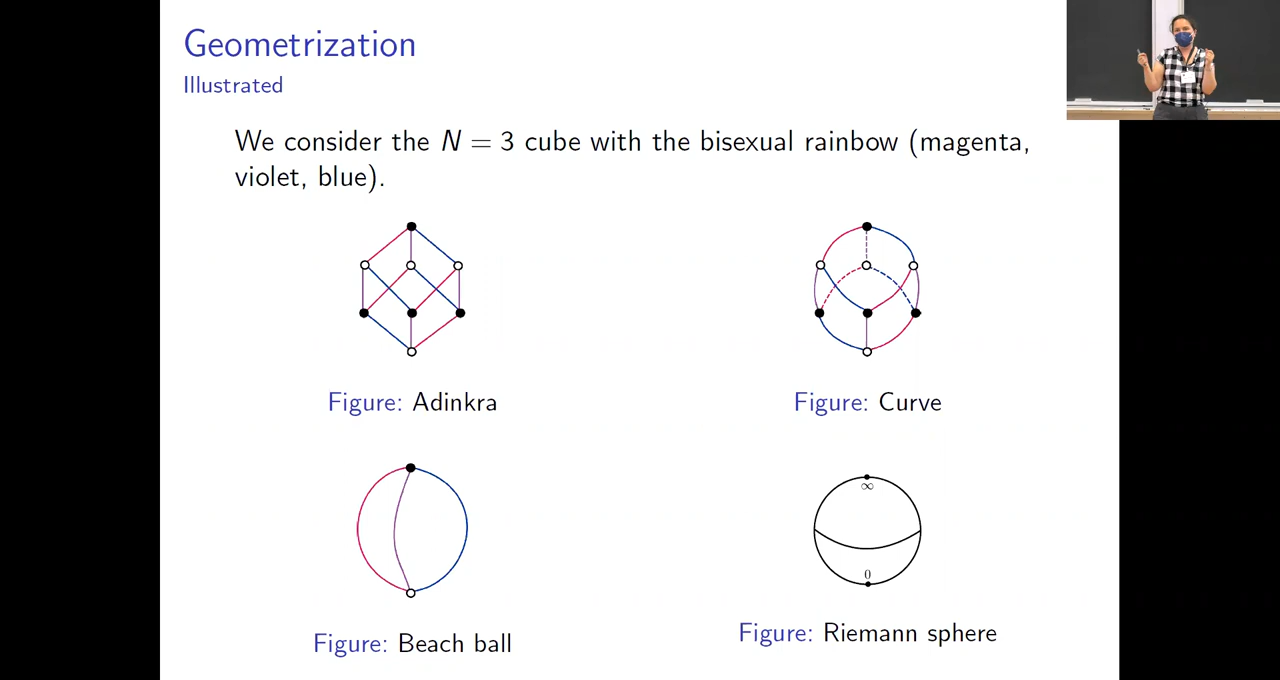 Geometrization
Illustrated
We consider the N = 3 cube with the bisexual rainbow (magenta,
violet, blue).
Figure: Adinkra
Figure: Curve
∞
0
Figure: Beach ball
Figure: Riemann sphere